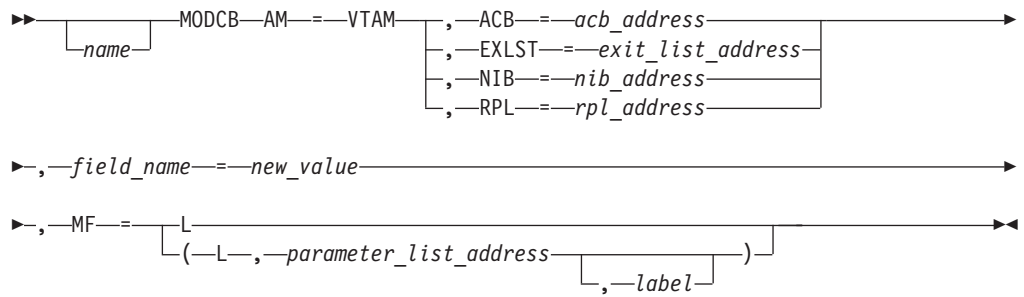 MODCB AM = VTAM , ACB = acb_address
name , EXLST = exit_list_address
, NIB = nib_address
, RPL = rpl_address
, field_name = new_value
, MF = L
( L , parameter_list_address )
, label